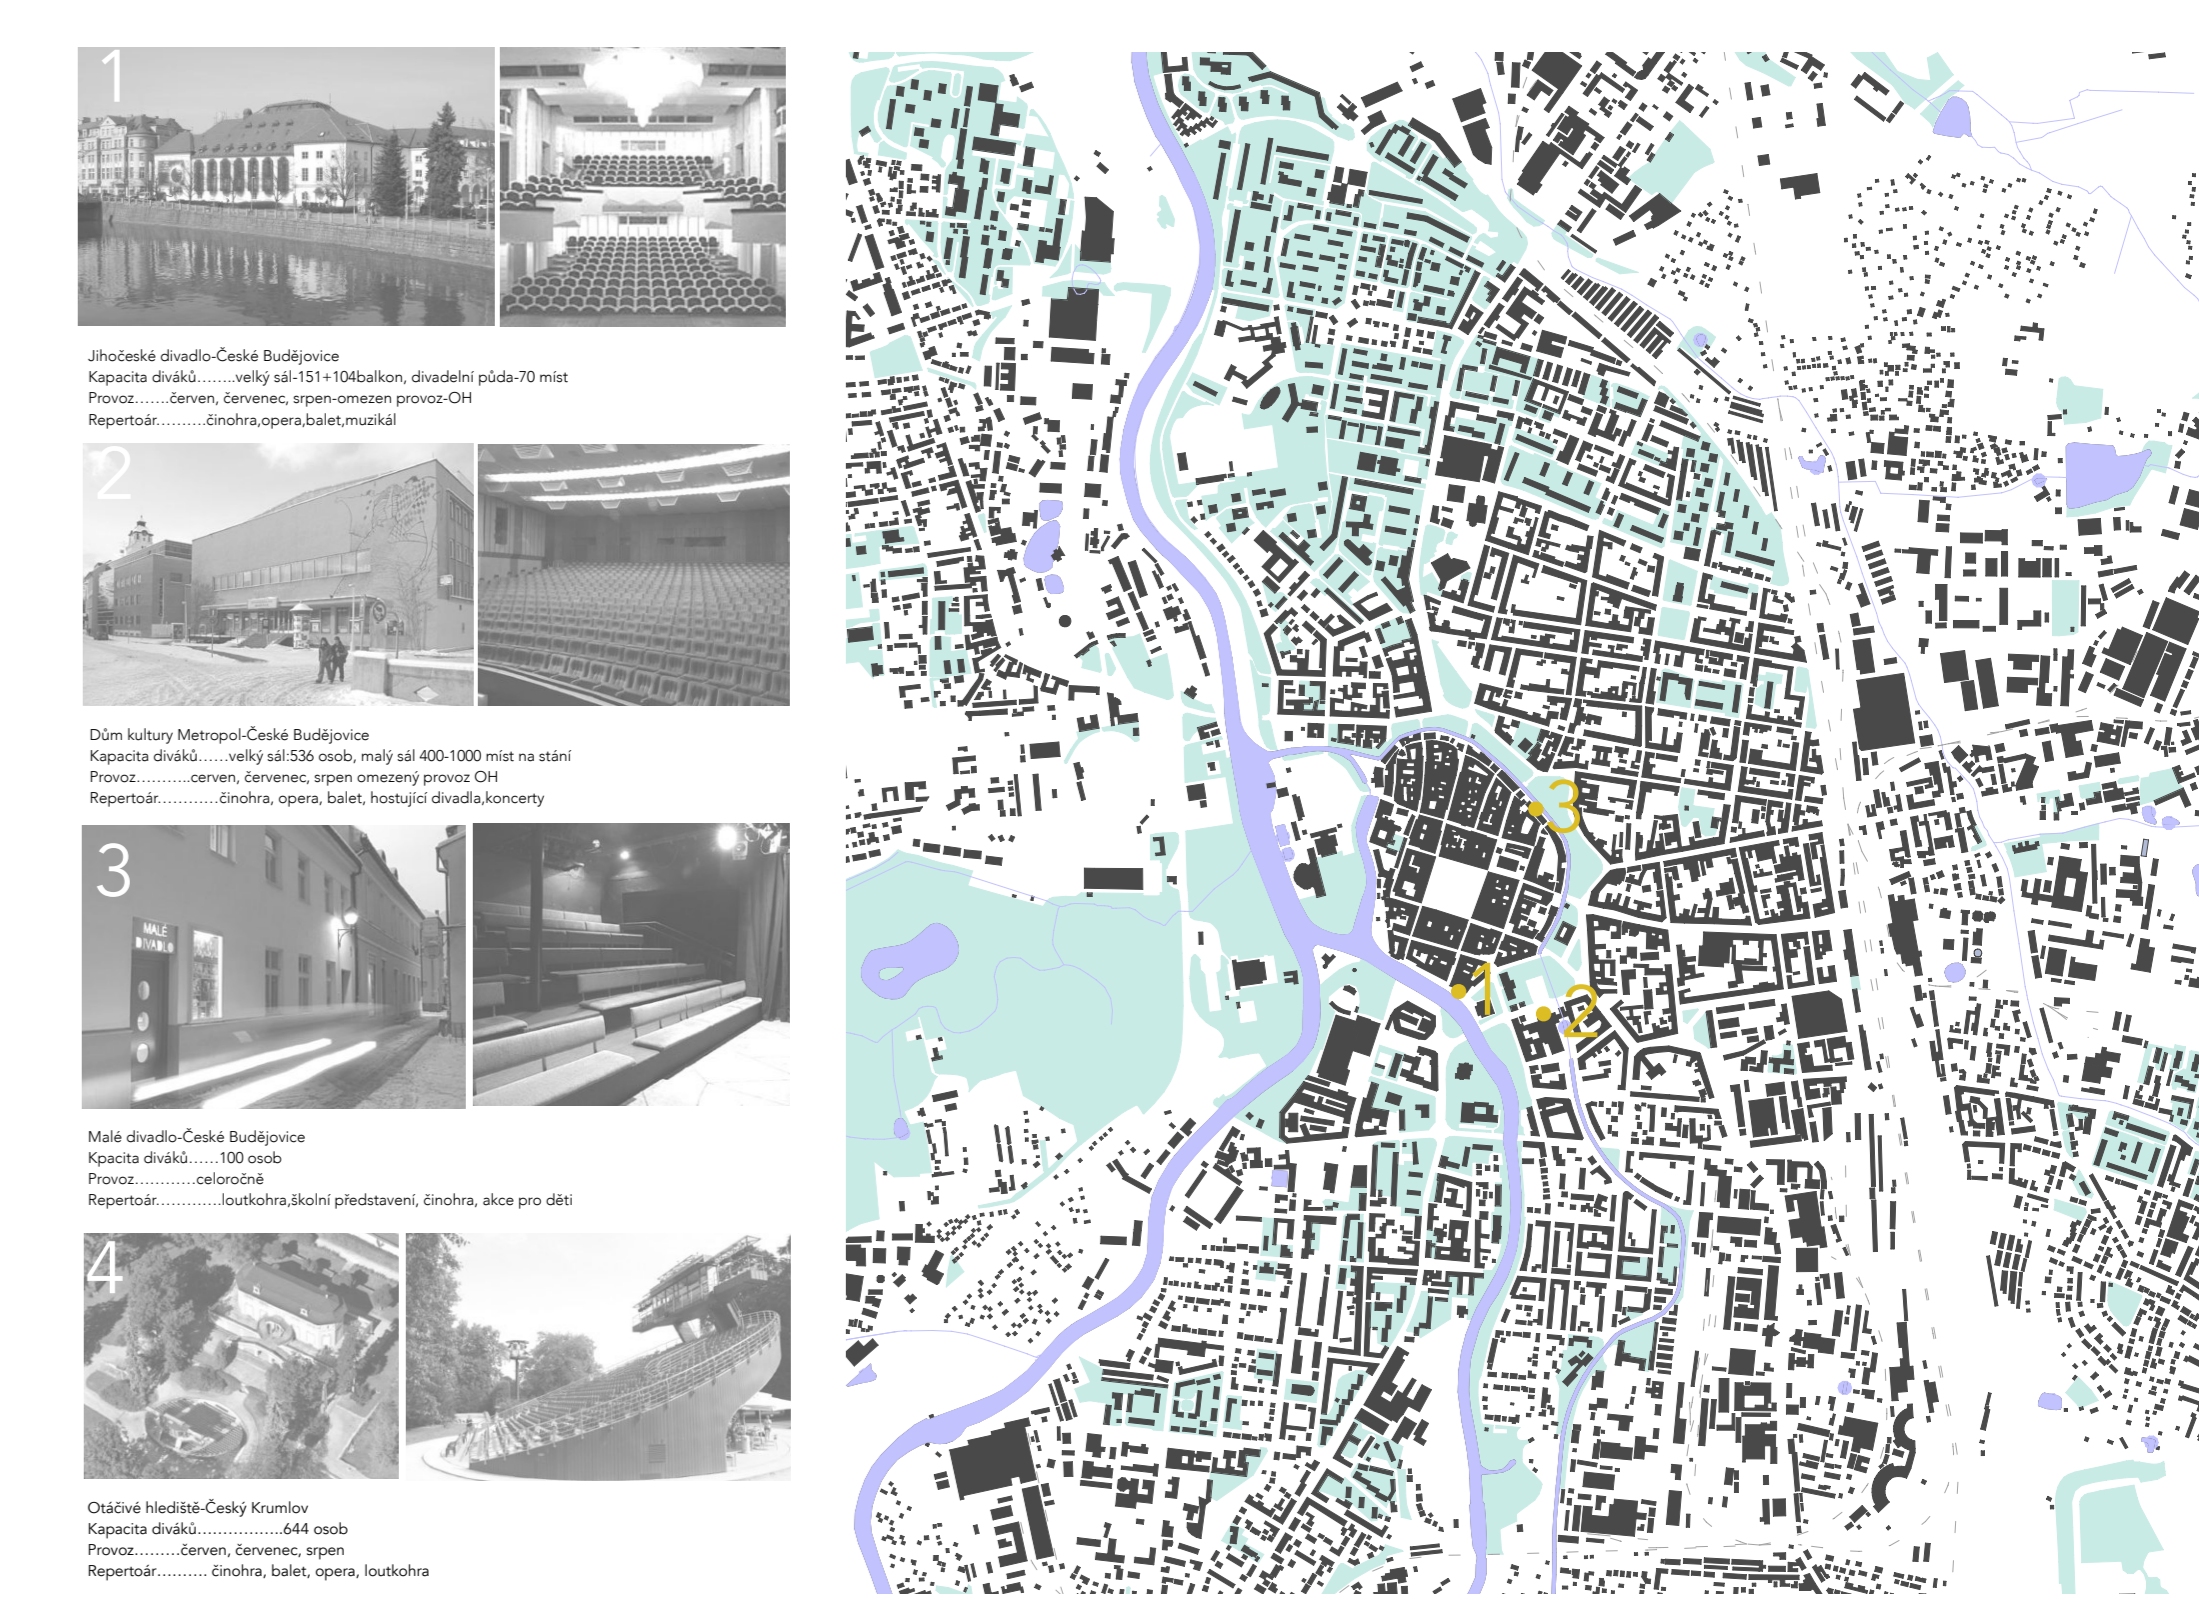 1
Jihočeské divadlo-České Budějovice
Kapacita diváků........velký sál-151+104balkon, divadelní půda-70 míst
Provoz.......červen, červenec, srpen-omezen provoz-OH
Repertoár..........činohra,opera,balet,muzikál
2
Dům kultury Metropol-České Budějovice
Kapacita diváků......velký sál:536 osob, malý sál 400-1000 míst na stání
Provoz...........cerven, červenec, srpen omezený provoz OH
Repertoár............činohra, opera, balet, hostující divadla,koncerty
3
MALÉ
DIVADLO
Malé divadlo-České Budějovice
Kpacita diváků......100 osob
Provoz............celoročně
Repertoár.............loutkohra,školní představení, činohra, akce pro děti
4
Otáčivé hlediště-Český Krumlov
Kapacita diváků.................644 osob
Provoz.........červen, červenec, srpen
Repertoár.......... činohra, balet, opera, loutkohra
3
1
2